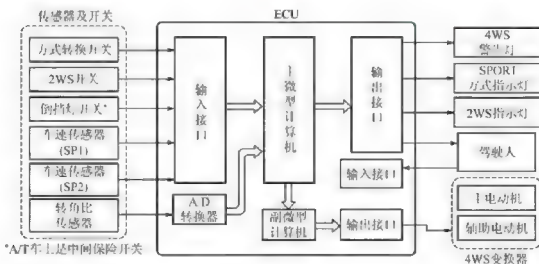 传感器及开关
ECU
方式转换开关
2WS开关
倒挡灯开关*
车速传感器
(SP1)
车速传感器
(SP2)
转角比
传感器
*A/T车上是中间保险开关
输入接口
A/D
转换器
主微型计算机
副微型
计算机
输出接口
输入接口
输出接口
4WS
警告灯
SPORT
方式指示灯
2WS指示灯
驾驶人
主电动机
辅助电动机
4WS变换器